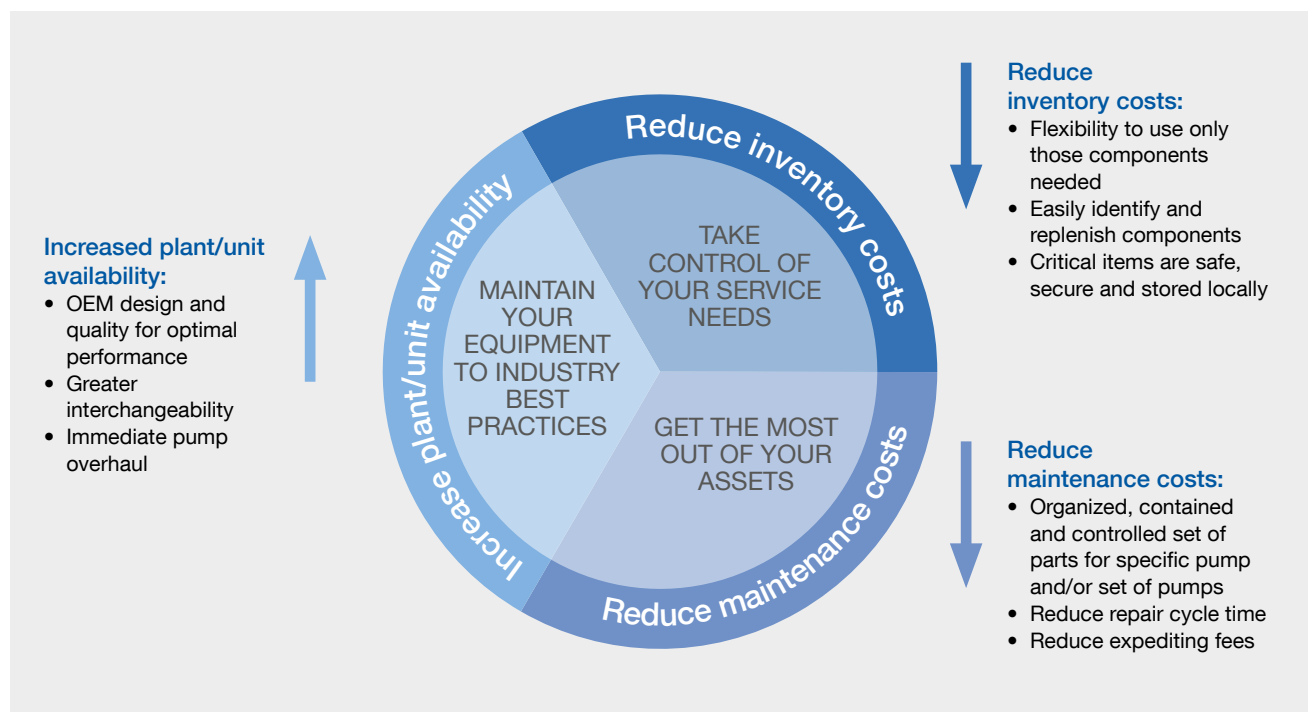 Increased plant/unit
availability:
• OEM design and
quality for optimal
performance
• Greater
interchangeability
• Immediate pump
overhaul
Increase plant/unit availability
MAINTAIN
YOUR
EQUIPMENT
TO INDUSTRY
BEST
PRACTICES
Reduce inventory costs
TAKE
CONTROL OF
YOUR SERVICE
NEEDS
GET THE MOST
OUT OF YOUR
ASSETS
Reduce maintenance costs
Reduce
inventory costs:
• Flexibility to use only
those components
needed
• Easily identify and
replenish components
• Critical items are safe,
secure and stored locally
Reduce
maintenance costs:
• Organized, contained
and controlled set of
parts for specific pump
and/or set of pumps
• Reduce repair cycle time
• Reduce expediting fees